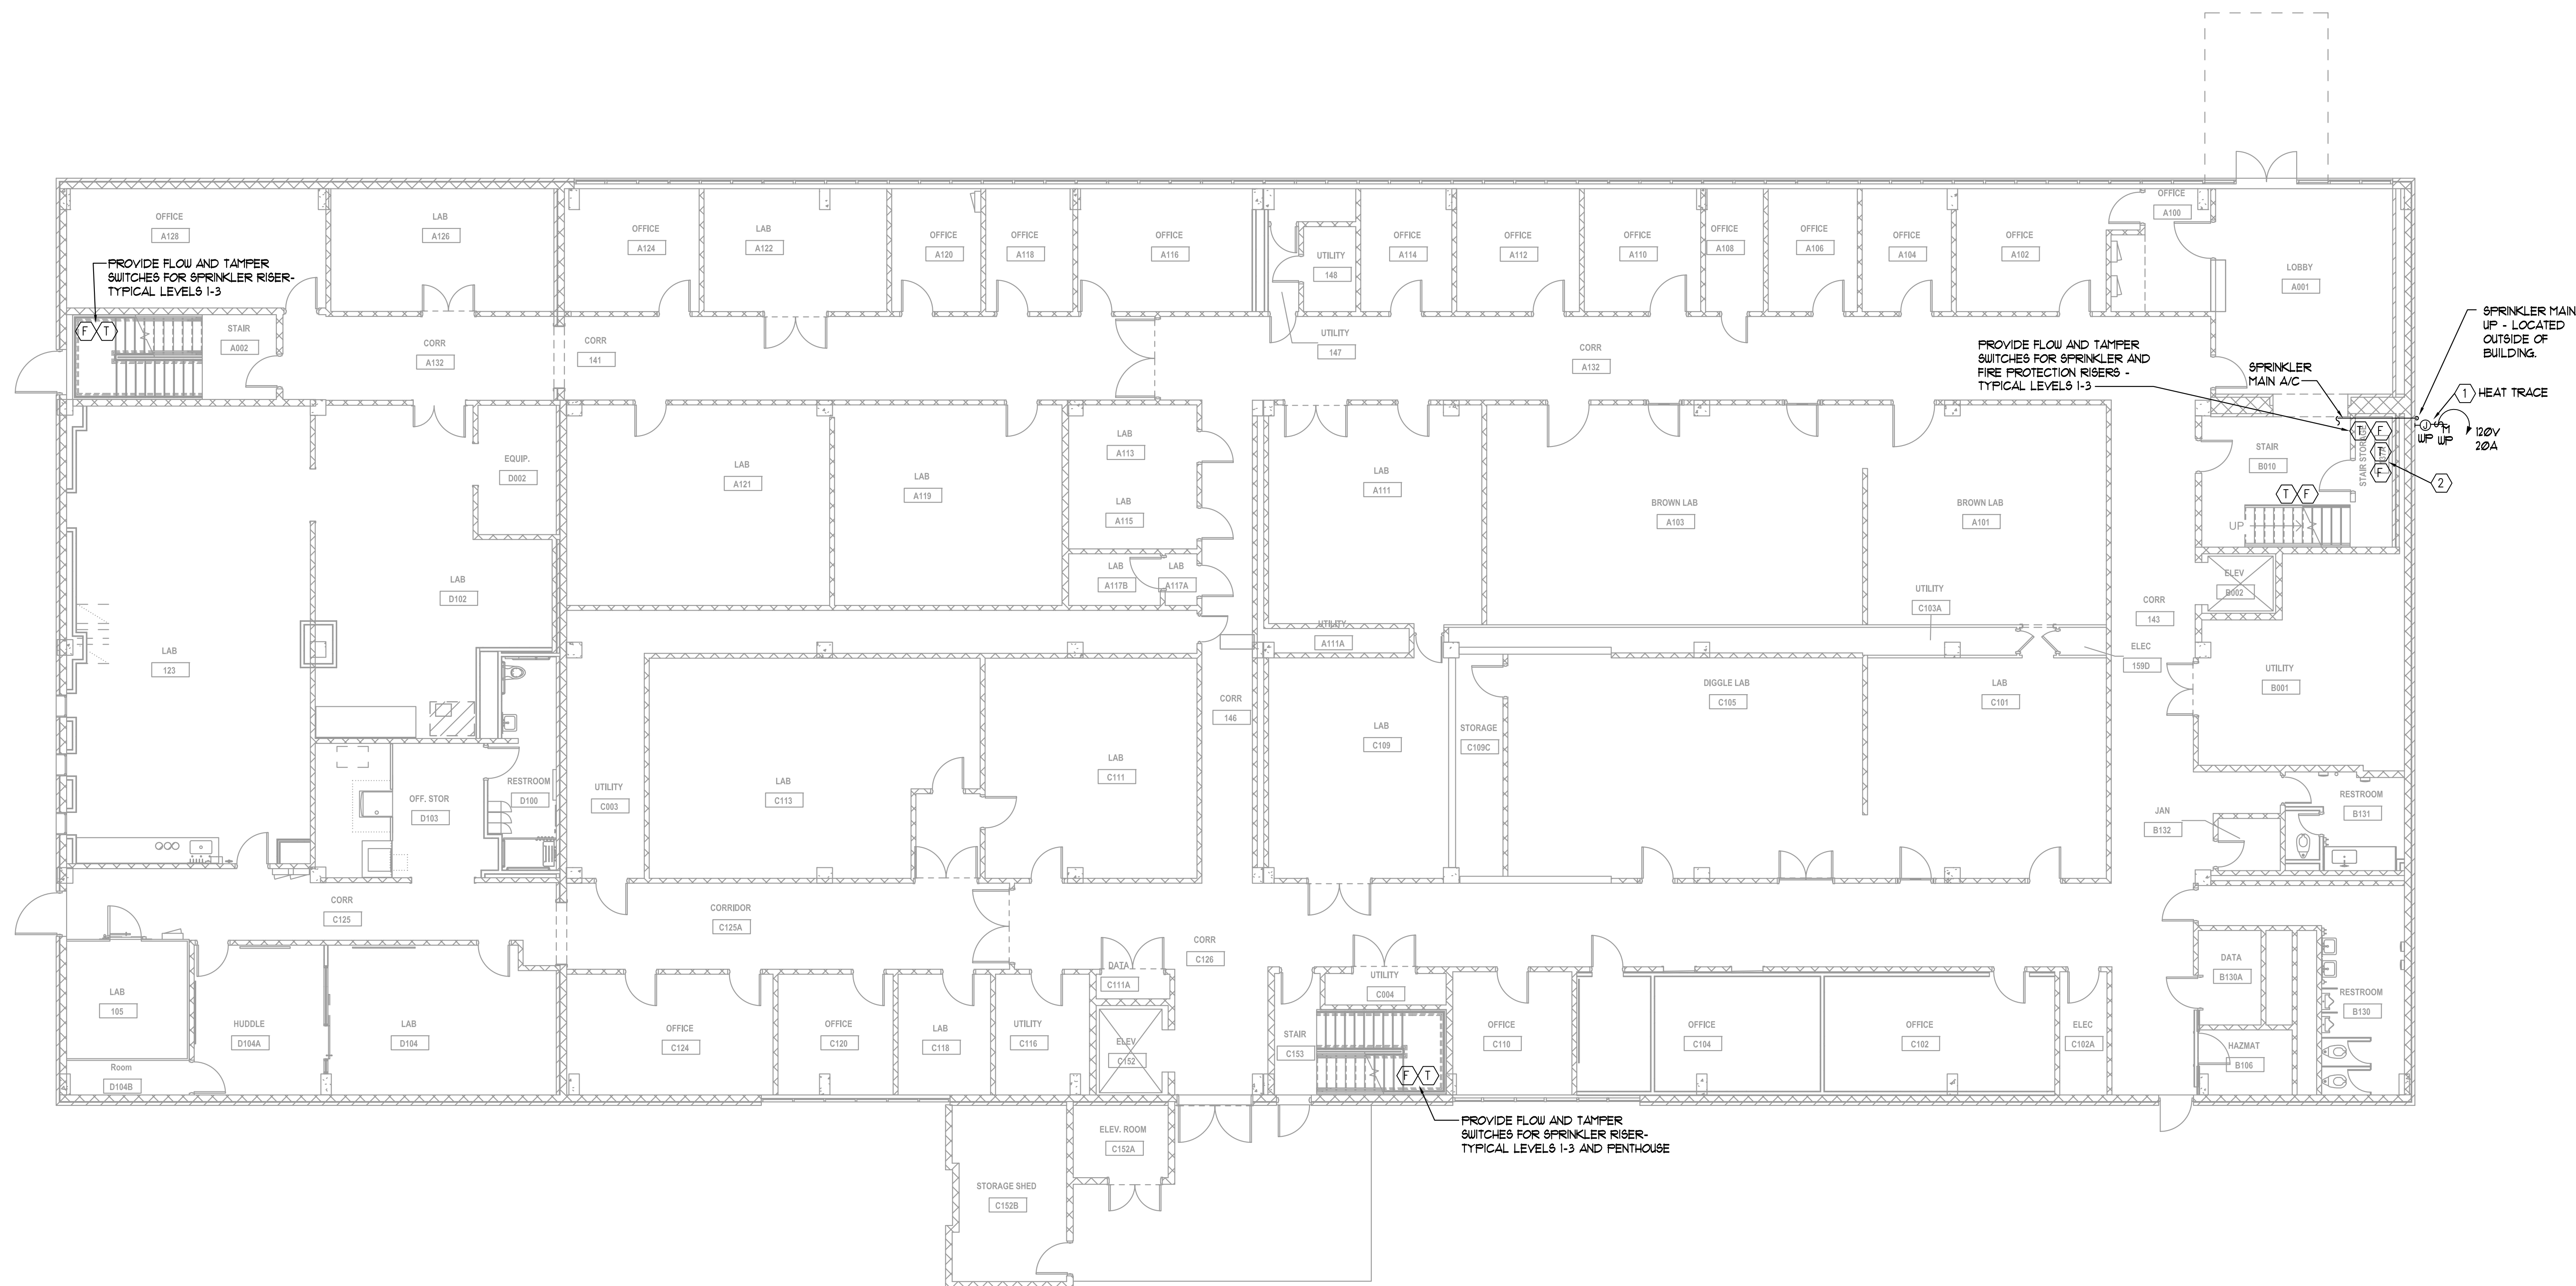 OFFICE
A128
LAB
A126
OFFICE
A124
LAB
A122
OFFICE
A120
OFFICE
A118
OFFICE
A116
UTILITY
148
OFFICE
A114
OFFICE
A112
OFFICE
A110
OFFICE
A108
OFFICE
A106
OFFICE
A104
OFFICE
A102
OFFICE
A100
LOBBY
A001
PROVIDE FLOW AND TAMPER
SWITCHES FOR SPRINKLER RISER-
TYPICAL LEVELS 1-3
F T
STAIR
A002
CORR
A132
CORR
141
UTILITY
147
CORR
A132
PROVIDE FLOW AND TAMPER
SWITCHES FOR SPRINKLER AND
FIRE PROTECTION RISERS -
TYPICAL LEVELS 1-3
SPRINKLER
MAIN A/C
SPRINKLER MAIN
UP - LOCATED
OUTSIDE OF
BUILDING.
1 HEAT TRACE
J
WP
M
WP
120V
20A
T F
T
F
2
T F
STAIR STORAGE
STAIR
B010
UP
EQUIP.
D002
LAB
A121
LAB
A119
LAB
A113
LAB
A115
LAB
A117B
LAB
A117A
LAB
A111
BROWN LAB
A103
BROWN LAB
A101
ELEV
B002
LAB
D102
UTILITY
C103A
CORR
143
UTILITY
A111A
LAB
123
ELEC
159D
UTILITY
B001
CORR
146
LAB
C109
STORAGE
C109C
DIGGLE LAB
C105
LAB
C101
RESTROOM
D100
OFF. STOR
D103
UTILITY
C003
LAB
C113
LAB
C111
JAN
B132
RESTROOM
B131
CORR
C125
CORRIDOR
C125A
CORR
C126
DATA
C111A
UTILITY
C004
DATA
B130A
LAB
105
HUDDLE
D104A
LAB
D104
OFFICE
C124
OFFICE
C120
LAB
C118
UTILITY
C116
ELEV
C152
STAIR
C153
F T
OFFICE
C110
OFFICE
C104
OFFICE
C102
ELEC
C102A
HAZMAT
B106
RESTROOM
B130
Room
D104B
PROVIDE FLOW AND TAMPER
SWITCHES FOR SPRINKLER RISER-
TYPICAL LEVELS 1-3 AND PENTHOUSE
ELEV. ROOM
C152A
STORAGE SHED
C152B